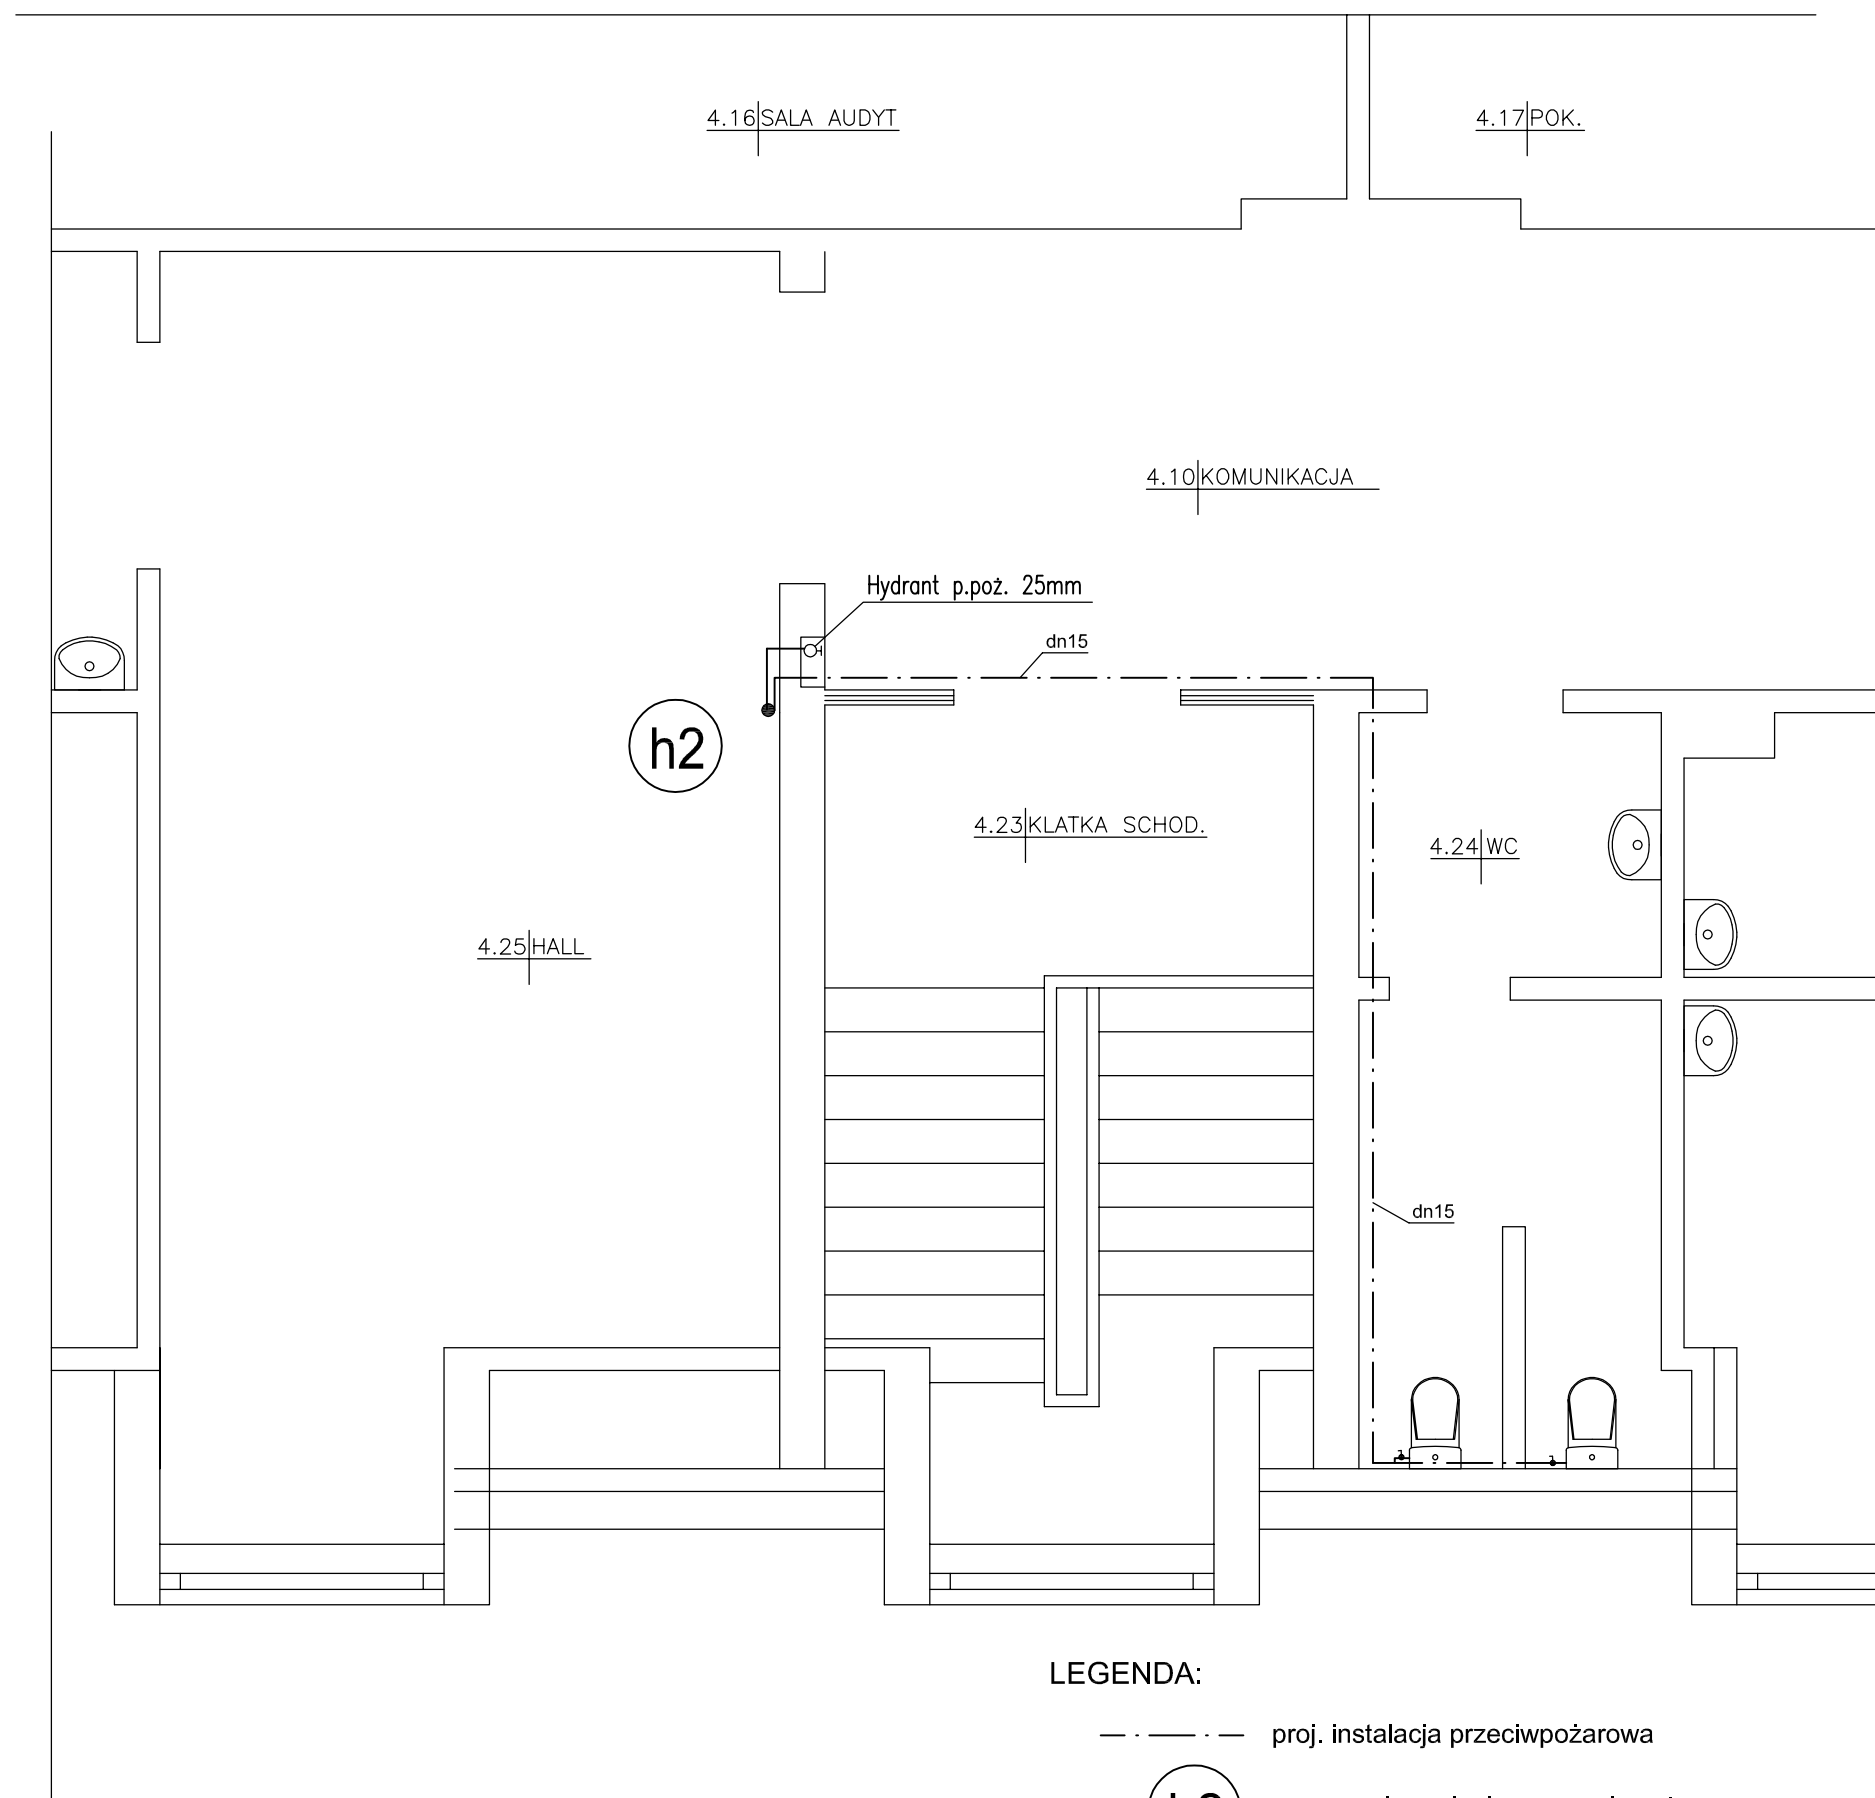 4.16 SALA AUDYT
4.17 POK.
4.10 KOMUNIKACJA
Hydrant p.poż. 25mm
dn15
h2
4.23 KLATKA SCHOD.
4.24 WC
4.25 HALL
dn15
LEGENDA:
proj. instalacja przeciwpożarowa